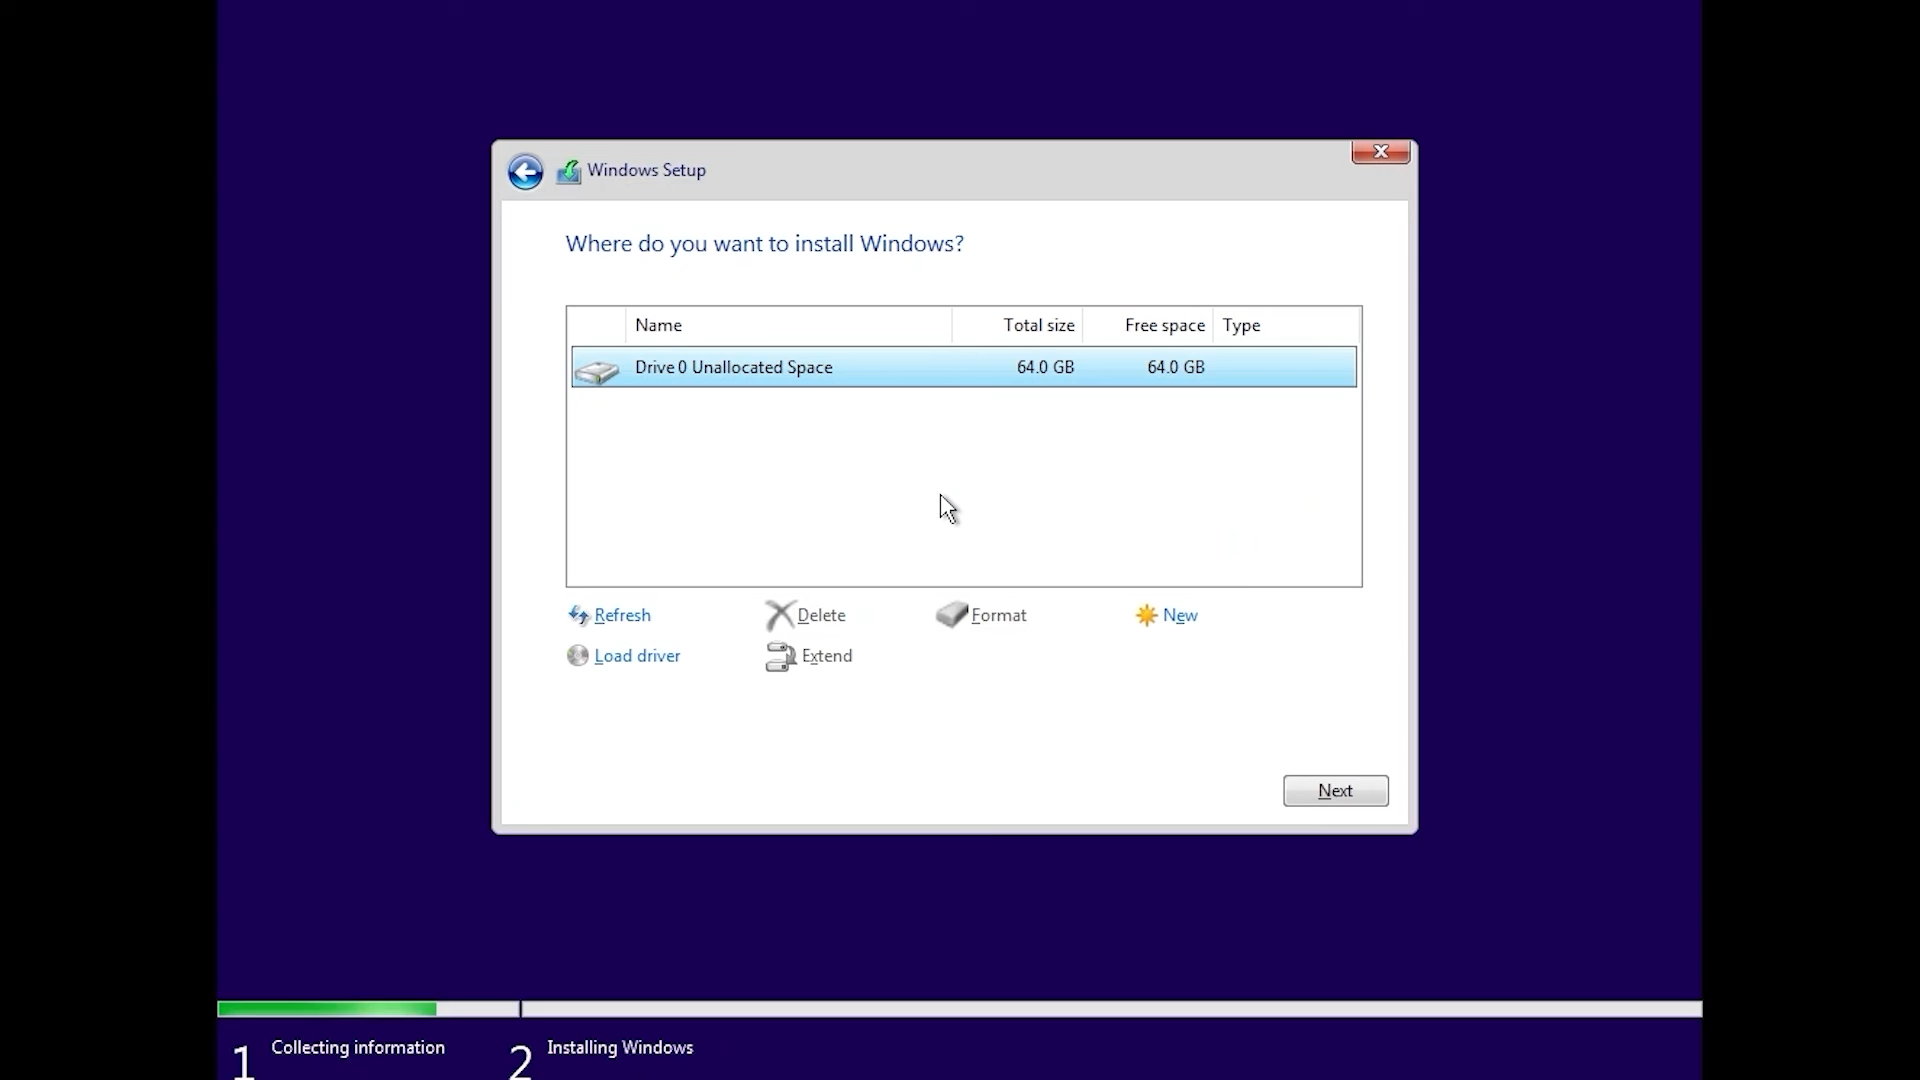 Windows Setup
Where do you want to install Windows?
Name Total size Free space Type
Drive 0 Unallocated Space 64.0 GB 64.0 GB
Refresh Delete Format New
Load driver Extend
Next
1 Collecting information 2 Installing Windows